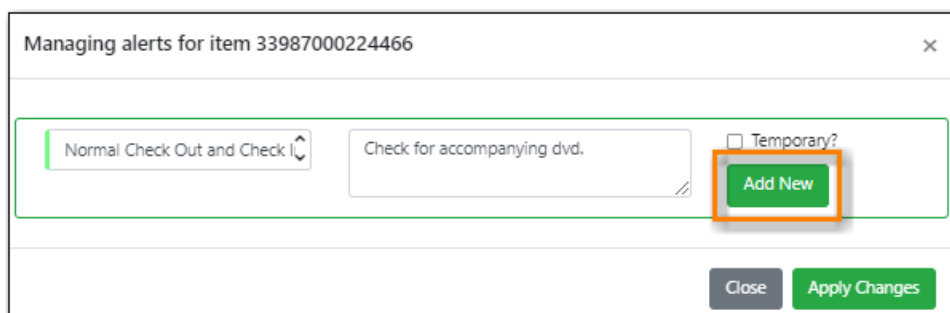 Managing alerts for item 33987000224466
×
Normal Check Out and Check I
Check for accompanying dvd.
Temporary?
Add New
Close
Apply Changes